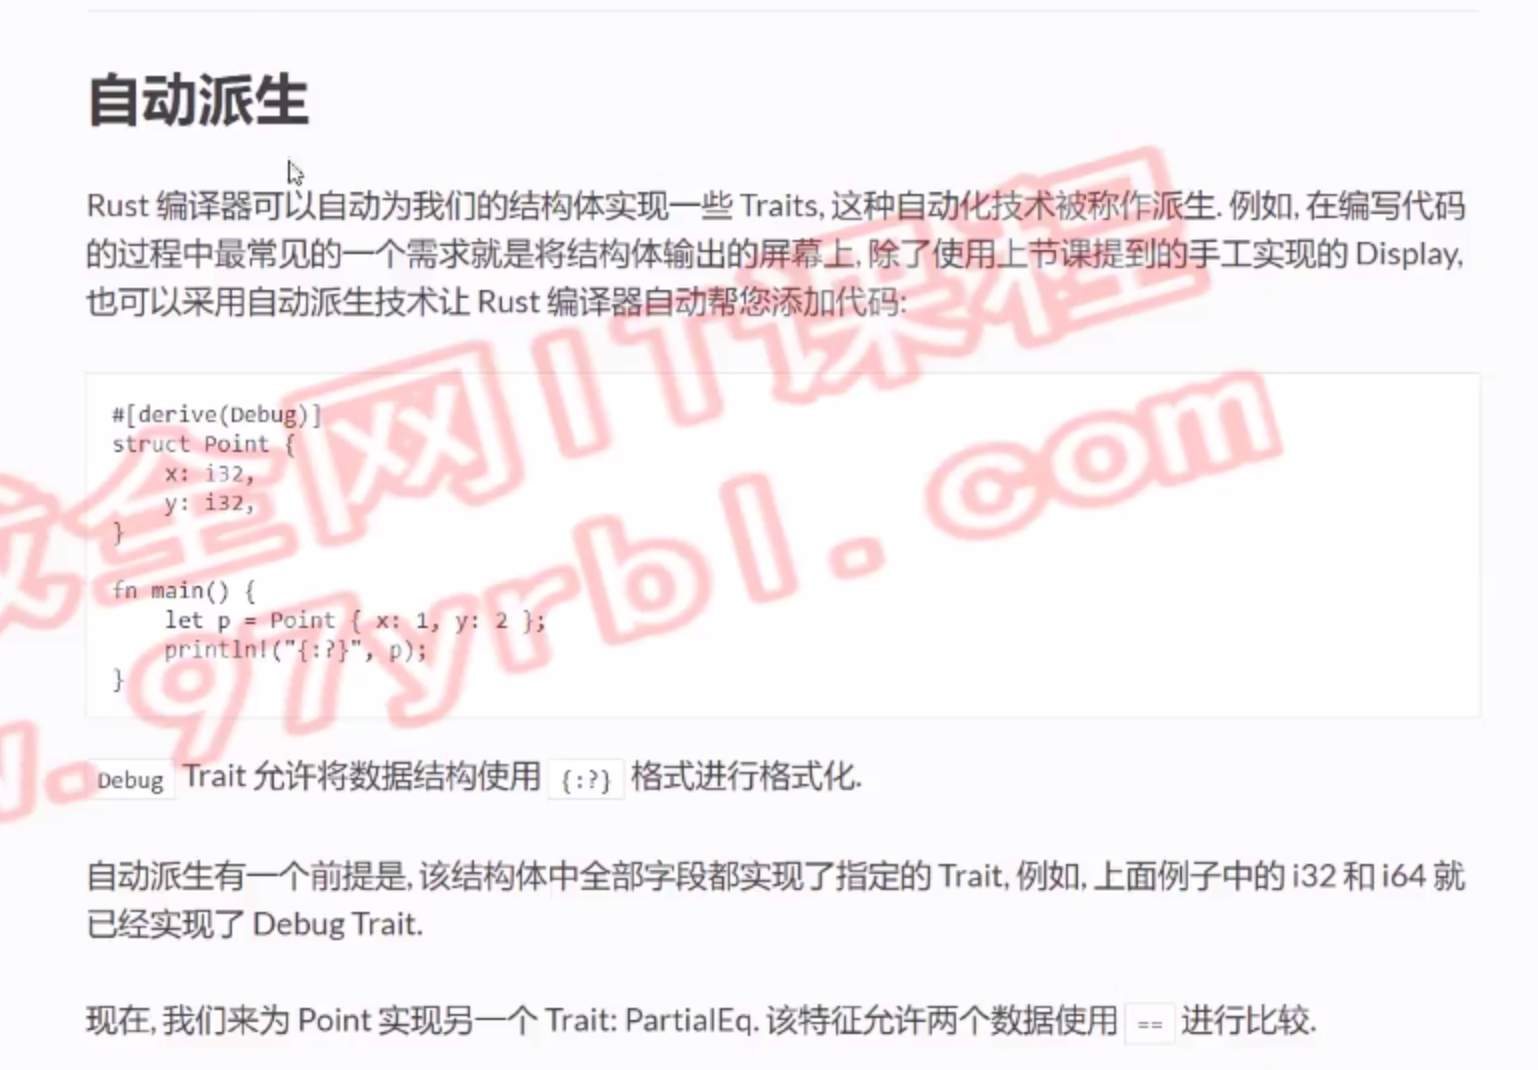 自动派生
Rust 编译器可以自动为我们的结构体实现一些 Traits, 这种自动化技术被称作派生. 例如, 在编写代码
的过程中最常见的一个需求就是将结构体输出的屏幕上, 除了使用上节课提到的手工实现的 Display,
也可以采用自动派生技术让 Rust 编译器自动帮您添加代码:
#[derive(Debug)]
struct Point {
    x: i32,
    y: i32,
}
fn main() {
    let p = Point { x: 1, y: 2 };
    println!("{:?}", p);
}
Debug Trait 允许将数据结构使用 {:?} 格式进行格式化.
自动派生有一个前提是, 该结构体中全部字段都实现了指定的 Trait, 例如, 上面例子中的 i32 和 i64 就
已经实现了 Debug Trait.
现在, 我们来为 Point 实现另一个 Trait: PartialEq. 该特征允许两个数据使用 == 进行比较.
全网IT课程
.97yrbl.com